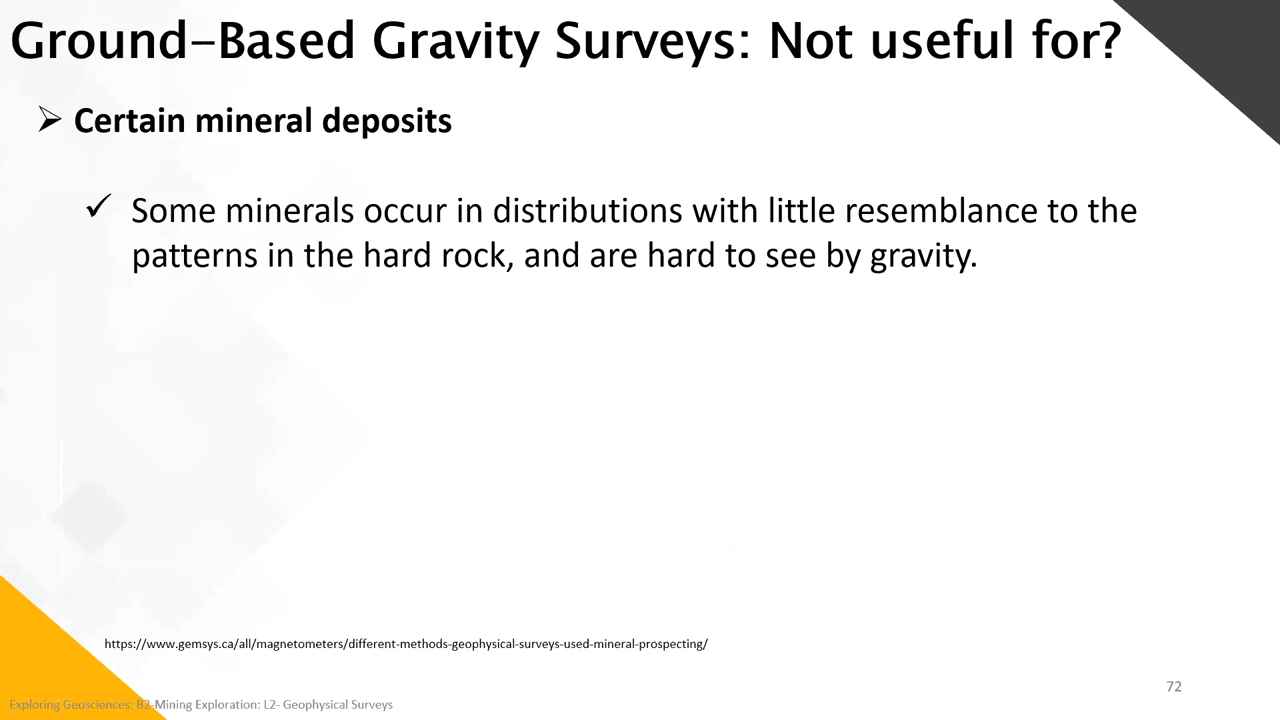 Ground-Based Gravity Surveys: Not useful for?
➢ Certain mineral deposits
✓ Some minerals occur in distributions with little resemblance to the
patterns in the hard rock, and are hard to see by gravity.
https://www.gemsys.ca/all/magnetometers/different-methods-geophysical-surveys-used-mineral-prospecting/
72
Exploring Geosciences: B2-Mining Exploration: L2- Geophysical Surveys